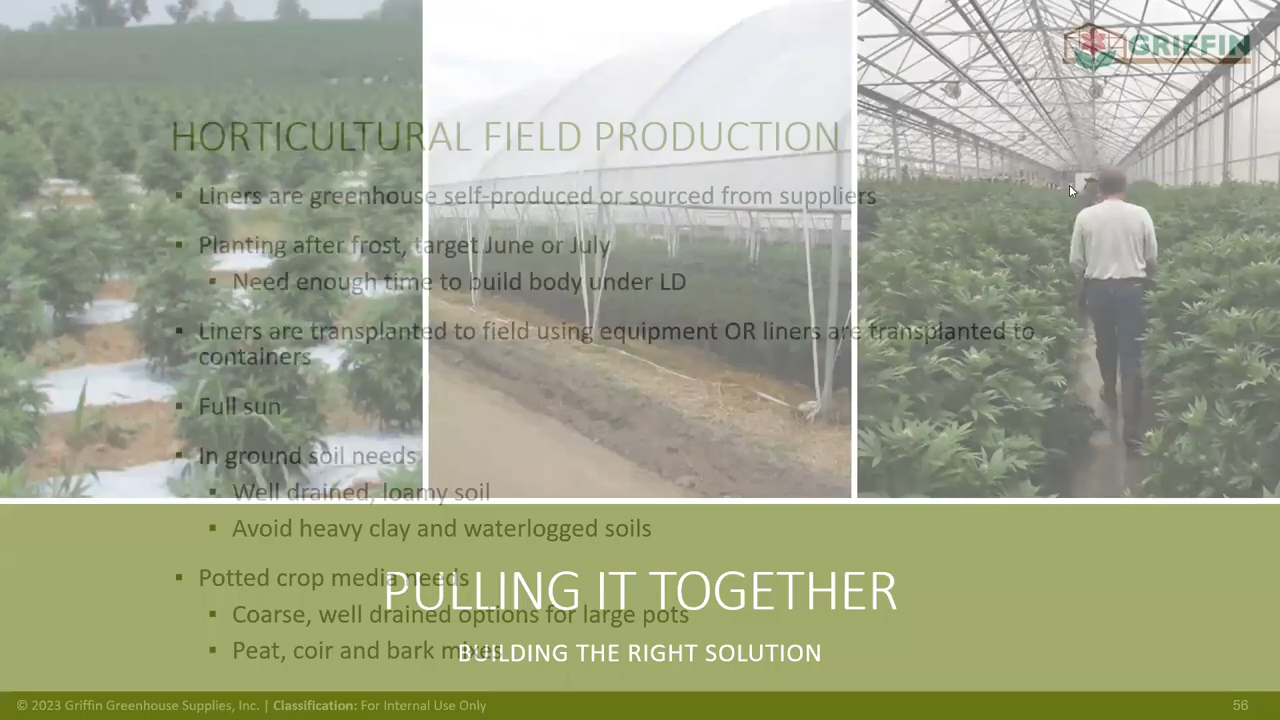 GRIFFIN
HORTICULTURAL FIELD PRODUCTION
▪ Liners are greenhouse self-produced or sourced from suppliers
▪ Planting after frost, target June or July
▪ Need enough time to build body under LD
▪ Liners are transplanted to field using equipment OR liners are transplanted to
containers
▪ Full sun
▪ In ground soil needs
▪ Well drained, loamy soil
▪ Avoid heavy clay and waterlogged soils
▪ Potted crop media needs
PULLING IT TOGETHER
▪ Coarse, well drained options for large pots
▪ Peat, coir and bark mixes
BUILDING THE RIGHT SOLUTION
© 2023 Griffin Greenhouse Supplies, Inc. | Classification: For Internal Use Only
56